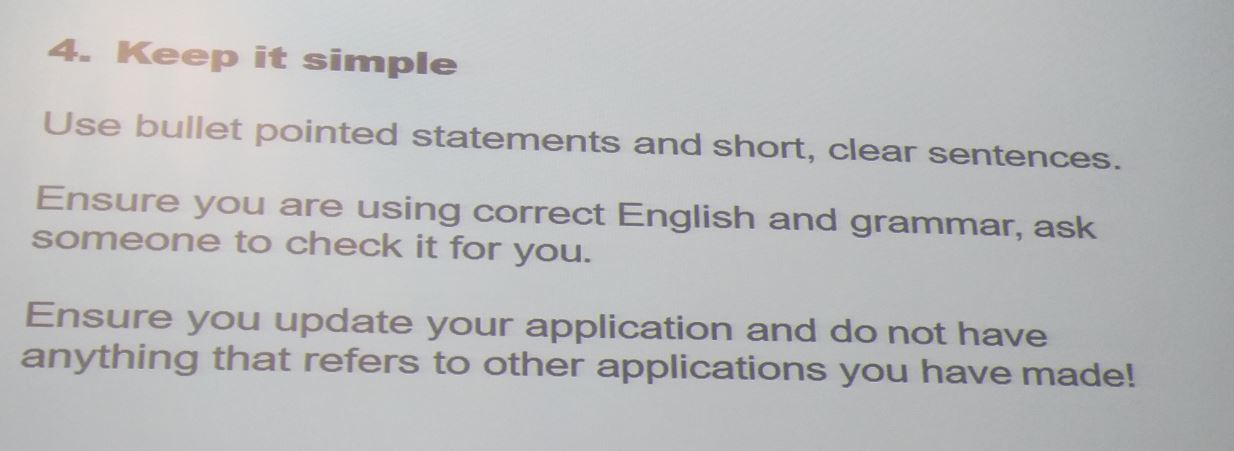 4. Keep it simple
Use bullet pointed statements and short, clear sentences.
Ensure you are using correct English and grammar, ask
someone to check it for you.
Ensure you update your application and do not have
anything that refers to other applications you have made!